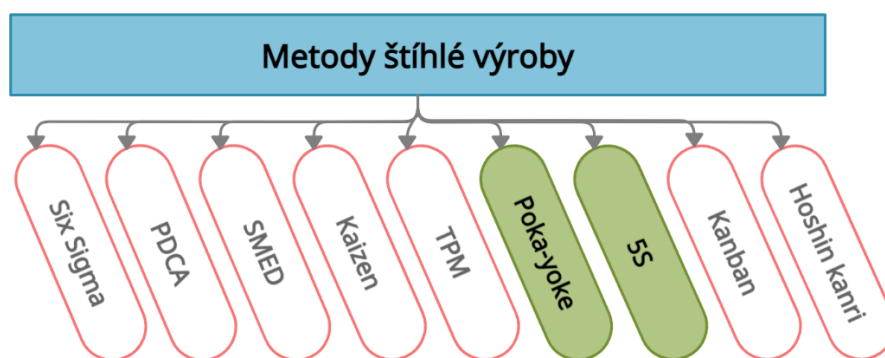 Metody štíhlé výroby
Six Sigma
PDCA
SMED
Kaizen
TPM
Poka-yoke
5S
Kanban
Hoshin kanri